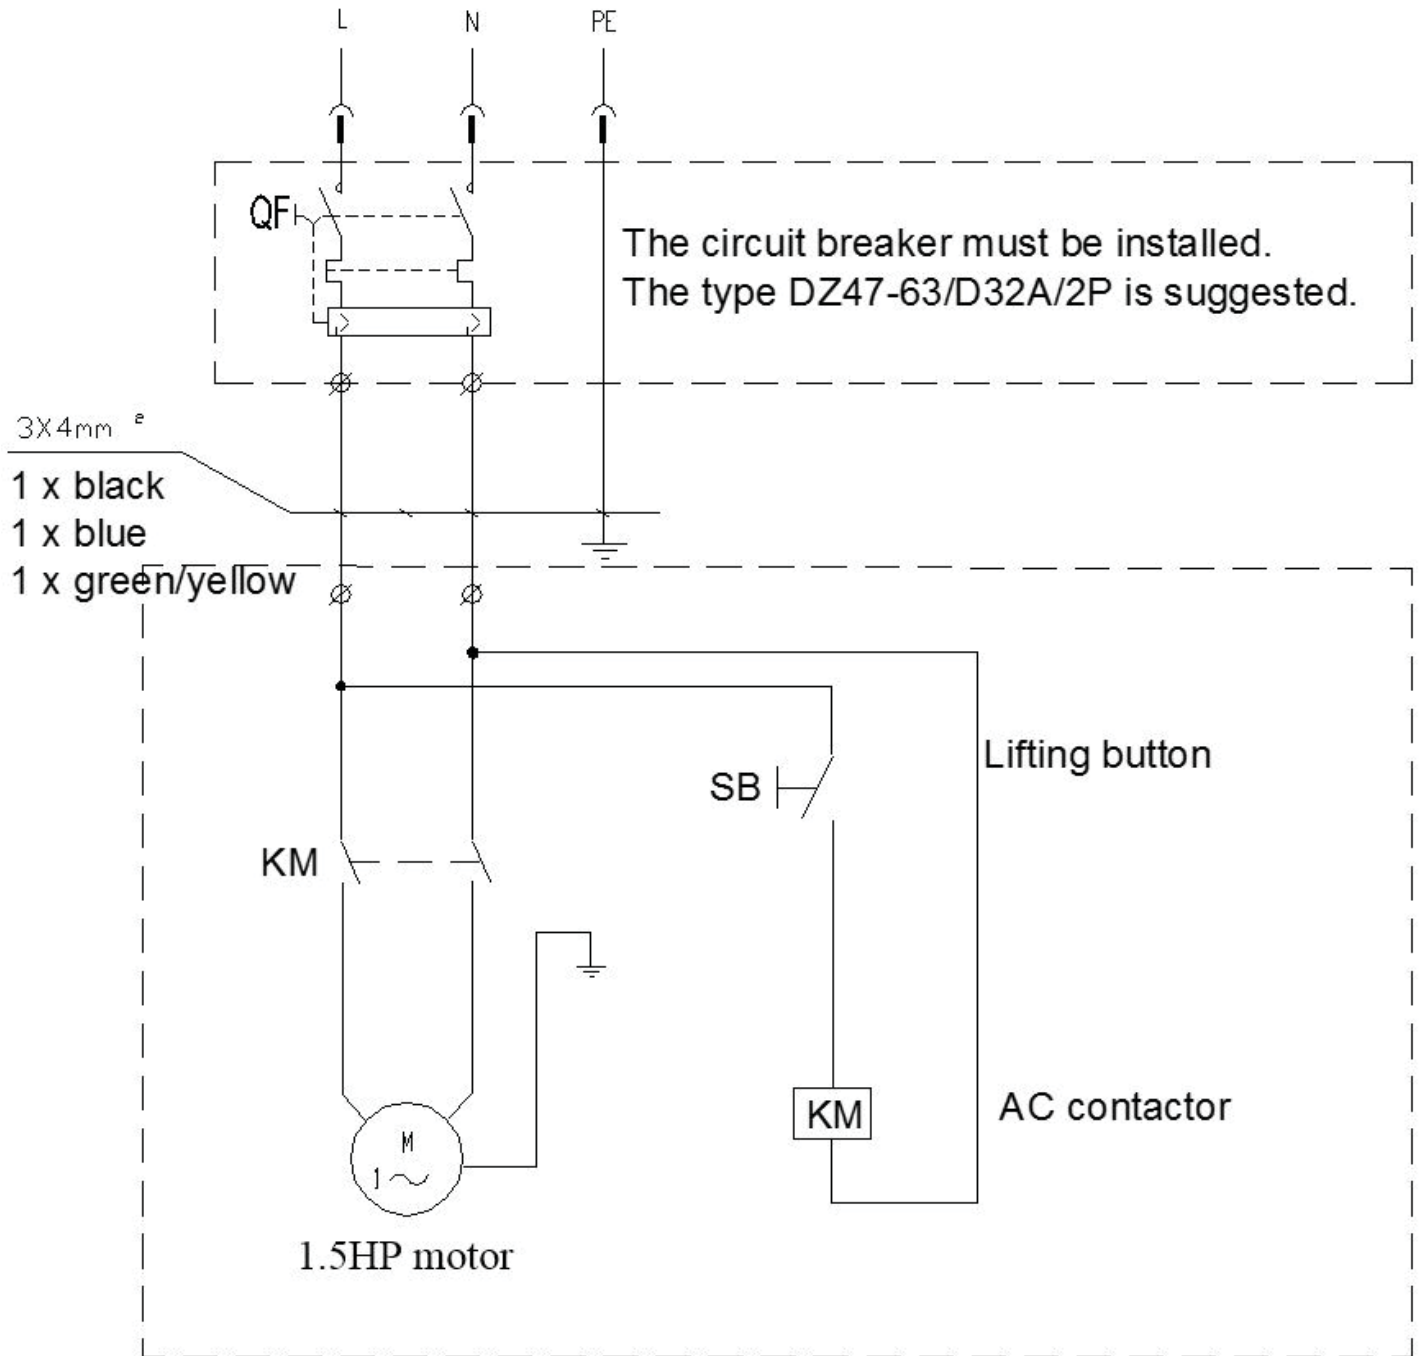 L N PE
QF
The circuit breaker must be installed.
The type DZ47-63/D32A/2P is suggested.
3X4mm ²
1 x black
1 x blue
1 x green/yellow
Lifting button
SB
KM
KM
AC contactor
M
1~
1.5HP motor